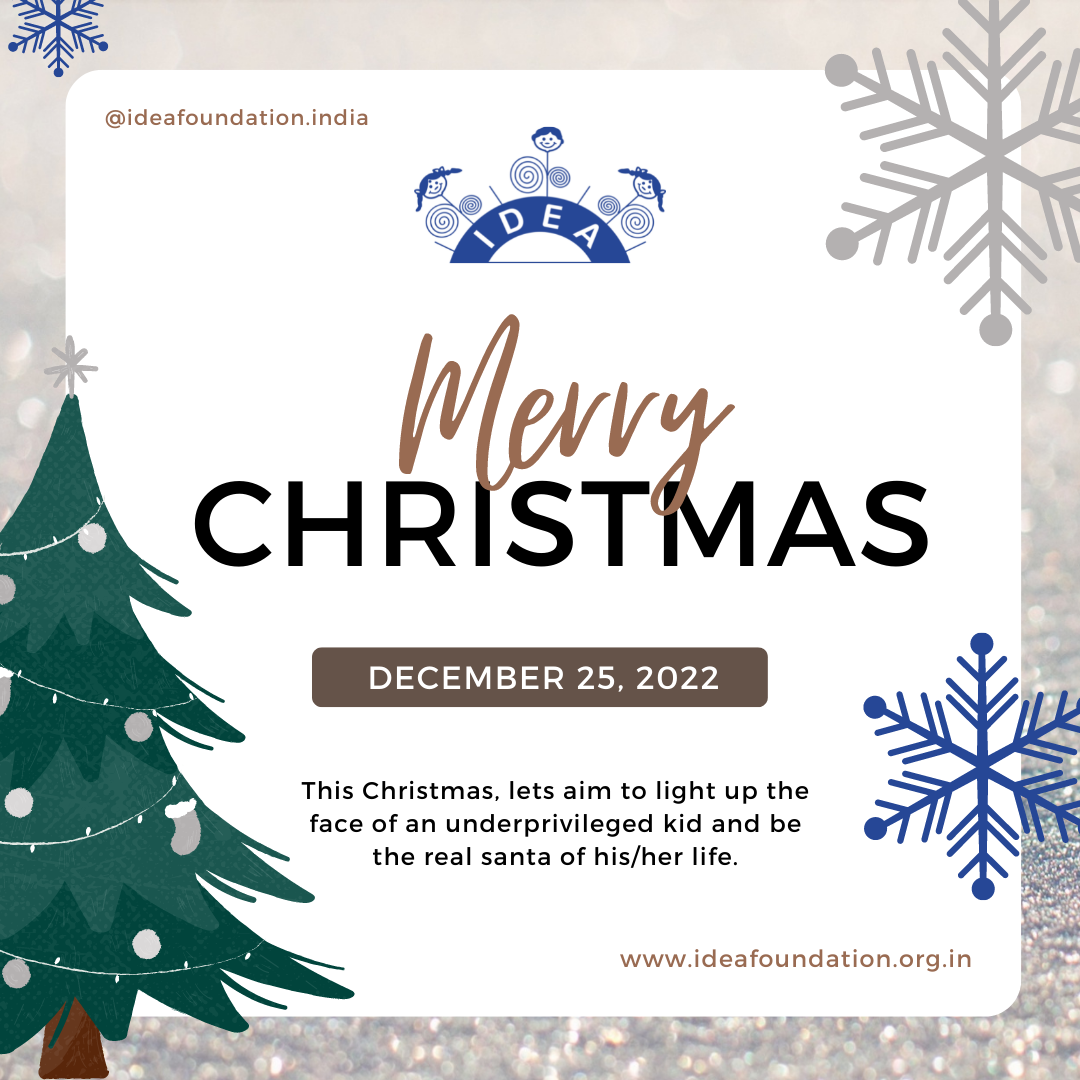 @ideafoundation.india
IDEA
Merry
CHRISTMAS
DECEMBER 25, 2022
This Christmas, lets aim to light up the
face of an underprivileged kid and be
the real santa of his/her life.
www.ideafoundation.org.in